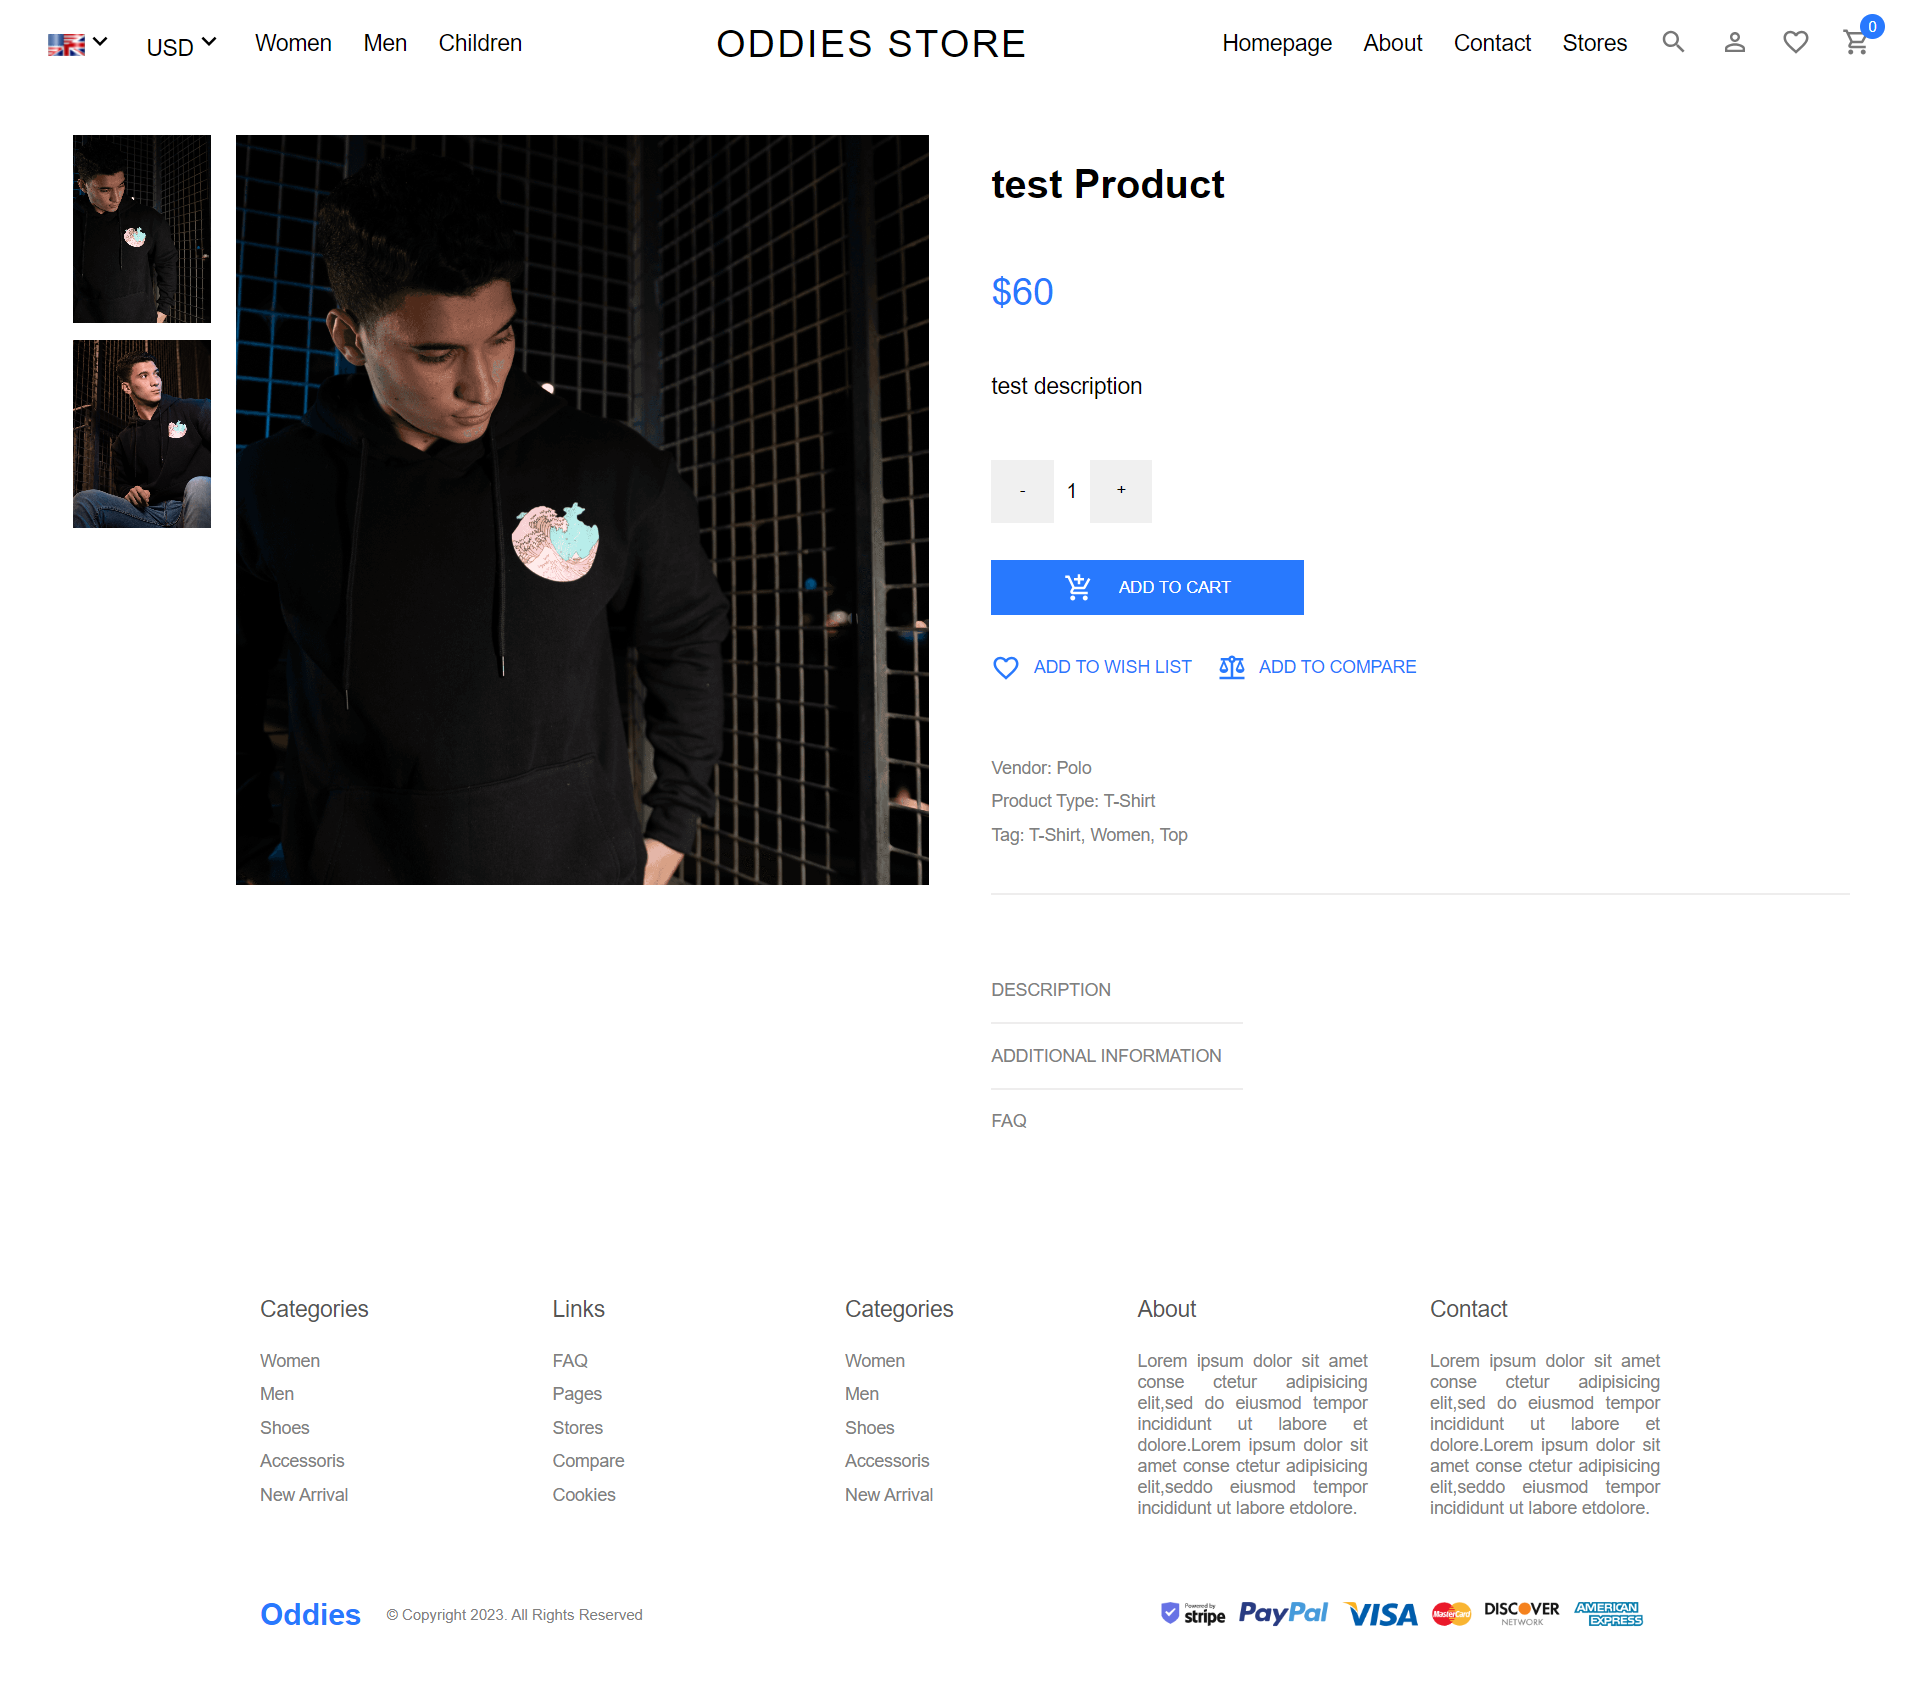 USD Women Men Children ODDIES STORE Homepage About Contact Stores 0
test Product
$60
test description
- 1 +
ADD TO CART
ADD TO WISH LIST ADD TO COMPARE
Vendor: Polo
Product Type: T-Shirt
Tag: T-Shirt, Women, Top
DESCRIPTION
ADDITIONAL INFORMATION
FAQ
Categories
Women
Men
Shoes
Accessoris
New Arrival
Links
FAQ
Pages
Stores
Compare
Cookies
Categories
Women
Men
Shoes
Accessoris
New Arrival
About
Lorem ipsum dolor sit amet
conse ctetur adipisicing
elit,sed do eiusmod tempor
incididunt ut labore et
dolore.Lorem ipsum dolor sit
amet conse ctetur adipisicing
elit,seddo eiusmod tempor
incididunt ut labore etdolore.
Contact
Lorem ipsum dolor sit amet
conse ctetur adipisicing
elit,sed do eiusmod tempor
incididunt ut labore et
dolore.Lorem ipsum dolor sit
amet conse ctetur adipisicing
elit,seddo eiusmod tempor
incididunt ut labore etdolore.
Oddies © Copyright 2023. All Rights Reserved
Powered by
stripe
PayPal
VISA
MasterCard
DISCOVER
NETWORK
AMERICAN
EXPRESS